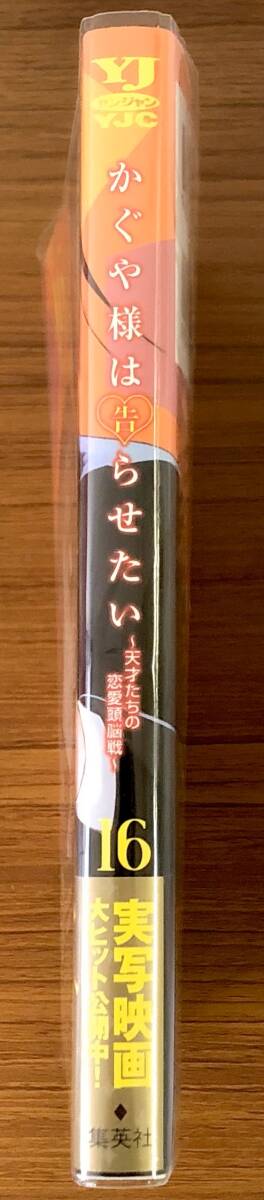 YJ
ヤンジャン
YJC
かぐや様は告らせたい
~天才たちの
恋愛頭脳戦~
16
実写映画
大ヒット公開中!
集英社